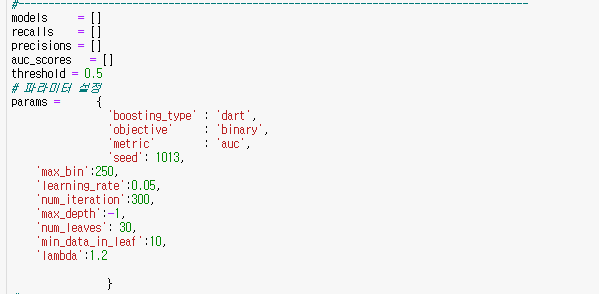 #----------------------------------------------------------------------
models    = []
recalls   = []
precisions = []
auc_scores   = []
threshold = 0.5
# 파라미터 설정
params =      {
'boosting_type' : 'dart',
'objective'     : 'binary',
'metric'        : 'auc',
'seed': 1013,
'max_bin':250,
'learning_rate':0.05,
'num_iteration':300,
'max_depth':-1,
'num_leaves': 30,
'min_data_in_leaf':10,
'lambda':1.2
}